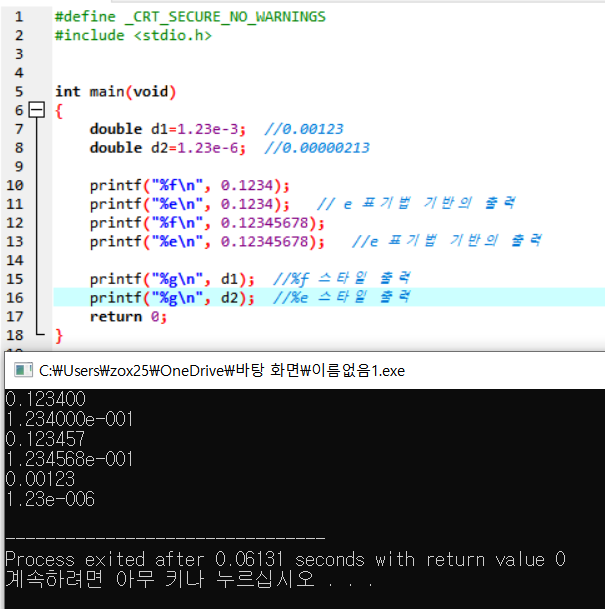 1 #define _CRT_SECURE_NO_WARNINGS
2 #include <stdio.h>
3
4
5 int main(void)
6 {
7 double d1=1.23e-3; //0.00123
8 double d2=1.23e-6; //0.00000213
9
10 printf("%f\n", 0.1234);
11 printf("%e\n", 0.1234); // e 표기법 기반의 출력
12 printf("%f\n", 0.12345678);
13 printf("%e\n", 0.12345678); //e 표기법 기반의 출력
14
15 printf("%g\n", d1); //%f 스타일 출력
16 printf("%g\n", d2); //%e 스타일 출력
17 return 0;
18 }
C:₩Users₩zox25₩OneDrive₩바탕 화면₩이름없음1.exe
0.123400
1.234000e-001
0.123457
1.234568e-001
0.00123
1.23e-006
--------------------------------
Process exited after 0.06131 seconds with return value 0
계속하려면 아무 키나 누르십시오 . . .